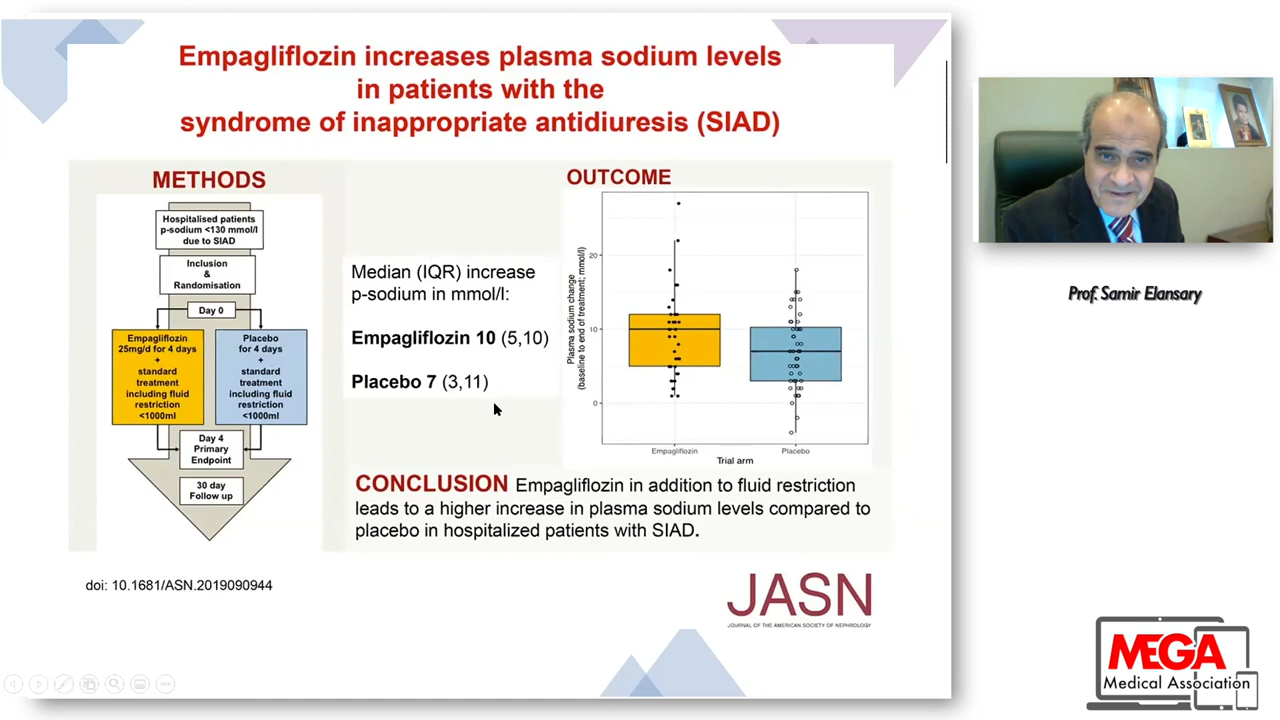 Empagliflozin increases plasma sodium levels
in patients with the
syndrome of inappropriate antidiuresis (SIAD)
METHODS
Hospitalised patients
p-sodium <130 mmol/l
due to SIAD
Inclusion
&
Randomisation
Day 0
Empagliflozin
25mg/d for 4 days
+
standard
treatment
including fluid
restriction
<1000ml
Placebo
for 4 days
+
standard
treatment
including fluid
restriction
<1000ml
Day 4
Primary
Endpoint
30 day
Follow up
Median (IQR) increase
p-sodium in mmol/l:
Empagliflozin 10 (5,10)
Placebo 7 (3,11)
OUTCOME
Plasma sodium change
(baseline to end of treatment; mmol/l)
20
10
0
Empagliflozin
Placebo
Trial arm
CONCLUSION Empagliflozin in addition to fluid restriction
leads to a higher increase in plasma sodium levels compared to
placebo in hospitalized patients with SIAD.
doi: 10.1681/ASN.2019090944
JASN
JOURNAL OF THE AMERICAN SOCIETY OF NEPHROLOGY
Prof. Samir Elansary
MEGA
Medical Association